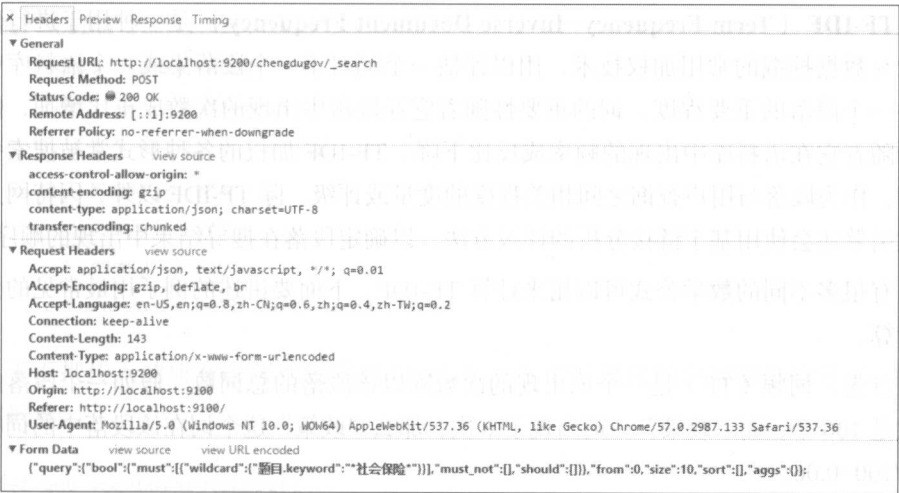 × Headers Preview Response Timing
▼ General
Request URL: http://localhost:9200/chengdugov/_search
Request Method: POST
Status Code: 200 OK
Remote Address: [::1]:9200
Referrer Policy: no-referrer-when-downgrade
▼ Response Headers view source
access-control-allow-origin: *
content-encoding: gzip
content-type: application/json; charset=UTF-8
transfer-encoding: chunked
▼ Request Headers view source
Accept: application/json, text/javascript, */*; q=0.01
Accept-Encoding: gzip, deflate, br
Accept-Language: en-US,en;q=0.8,zh-CN;q=0.6,zh;q=0.4,zh-TW;q=0.2
Connection: keep-alive
Content-Length: 143
Content-Type: application/x-www-form-urlencoded
Host: localhost:9200
Origin: http://localhost:9100
Referer: http://localhost:9100/
User-Agent: Mozilla/5.0 (Windows NT 10.0; WOW64) AppleWebKit/537.36 (KHTML, like Gecko) Chrome/57.0.2987.133 Safari/537.36
▼ Form Data view source view URL encoded
{"query":{"bool":{"must":[{"wildcard":{"题目.keyword":"*社会保险*"}}],"must_not":[],"should":[]}},"from":0,"size":10,"sort":[],"aggs":{}}: